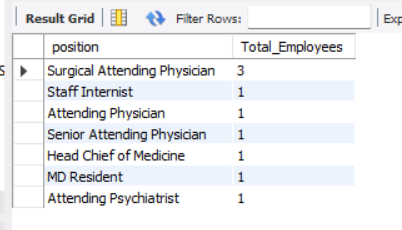 Result Grid Filter Rows: Exp
position Total_Employees
Surgical Attending Physician 3
Staff Internist 1
Attending Physician 1
Senior Attending Physician 1
Head Chief of Medicine 1
MD Resident 1
Attending Psychiatrist 1